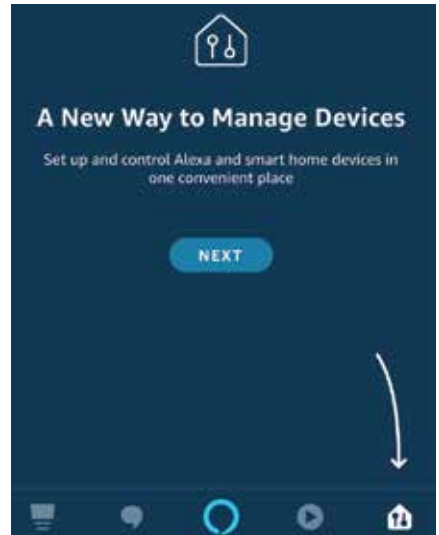 A New Way to Manage Devices
Set up and control Alexa and smart home devices in
one convenient place
NEXT